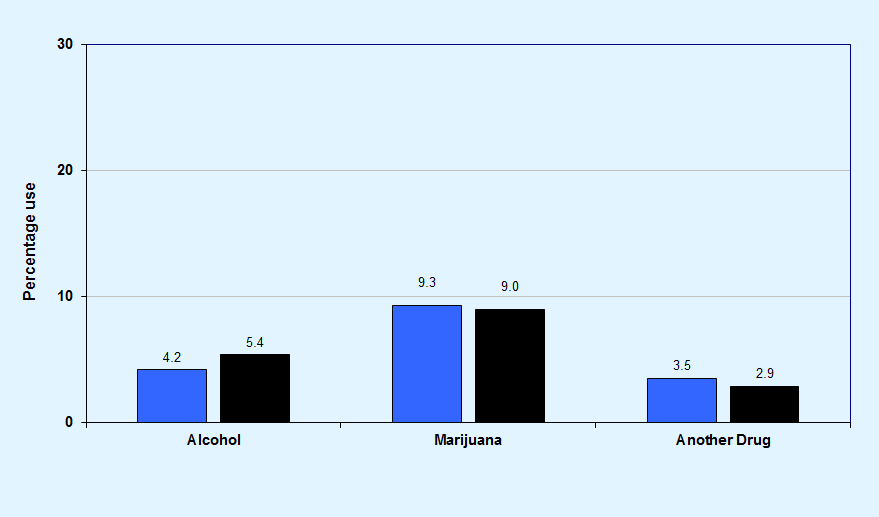 30
20
10
0
Percentage use
4.2
5.4
9.3
9.0
3.5
2.9
Alcohol
Marijuana
Another Drug